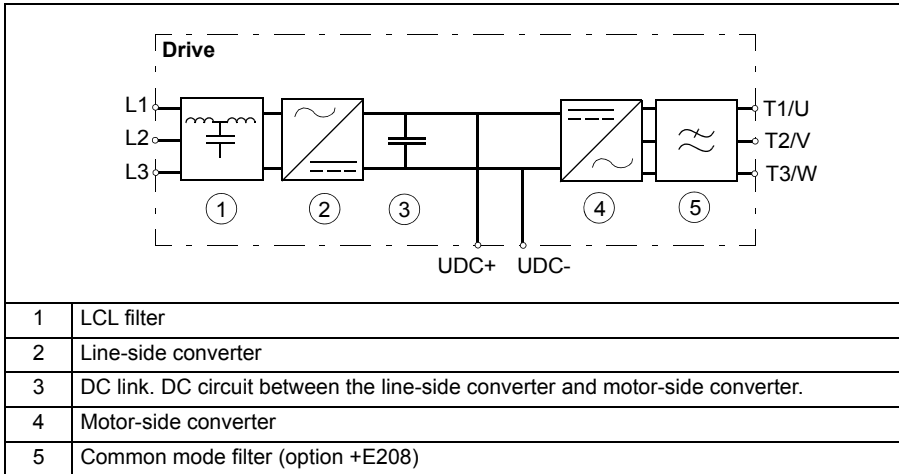 Drive
L1
L2
L3
T1/U
T2/V
T3/W
1 2 3 4 5
UDC+ UDC-
1 LCL filter
2 Line-side converter
3 DC link. DC circuit between the line-side converter and motor-side converter.
4 Motor-side converter
5 Common mode filter (option +E208)